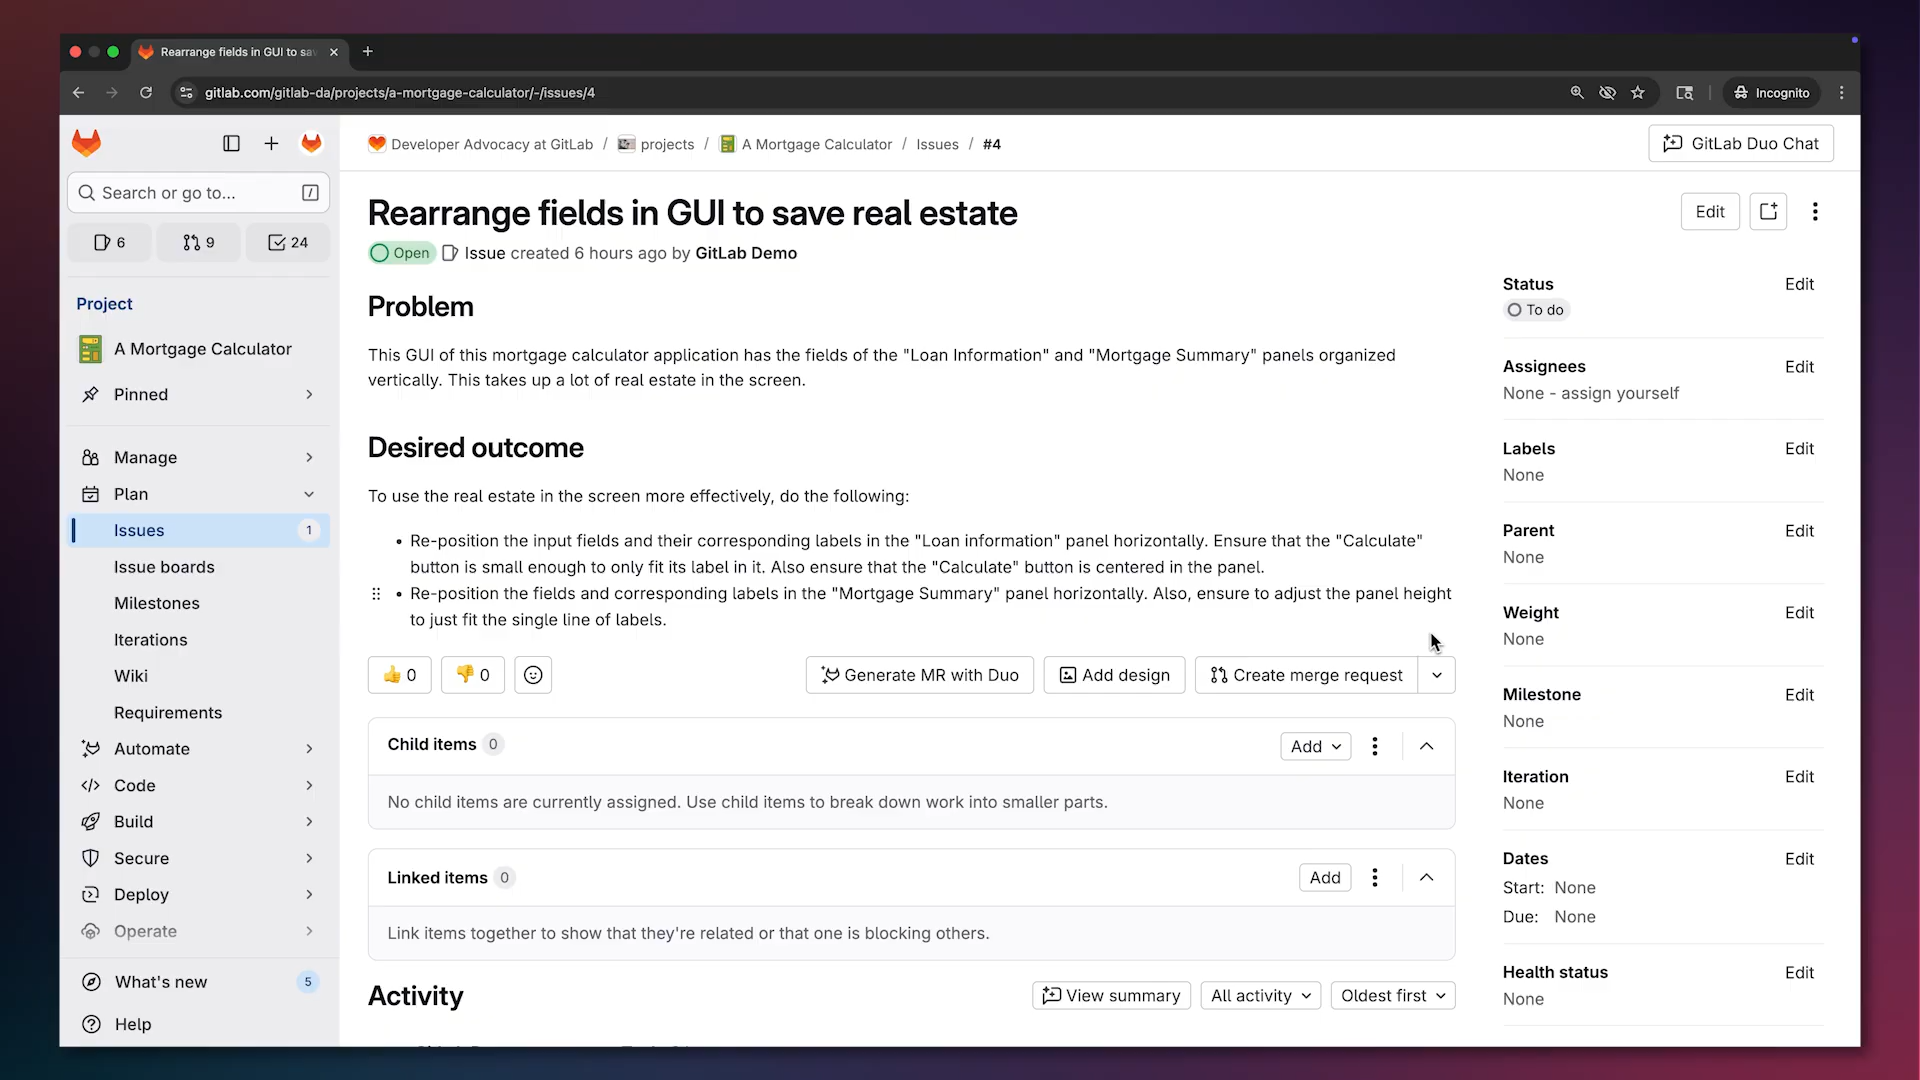 Rearrange fields in GUI to sa
gitlab.com/gitlab-da/projects/a-mortgage-calculator/-/issues/4
Incognito
Search or go to...
/
6
9
24
Project
A Mortgage Calculator
Pinned
Manage
Plan
Issues
1
Issue boards
Milestones
Iterations
Wiki
Requirements
Automate
Code
Build
Secure
Deploy
Operate
What's new
5
Help
Developer Advocacy at GitLab / projects / A Mortgage Calculator / Issues / #4
GitLab Duo Chat
Rearrange fields in GUI to save real estate
Edit
Open Issue created 6 hours ago by GitLab Demo
Problem
This GUI of this mortgage calculator application has the fields of the "Loan Information" and "Mortgage Summary" panels organized
vertically. This takes up a lot of real estate in the screen.
Desired outcome
To use the real estate in the screen more effectively, do the following:
• Re-position the input fields and their corresponding labels in the "Loan information" panel horizontally. Ensure that the "Calculate"
button is small enough to only fit its label in it. Also ensure that the "Calculate" button is centered in the panel.
• Re-position the fields and corresponding labels in the "Mortgage Summary" panel horizontally. Also, ensure to adjust the panel height
to just fit the single line of labels.
0
0
Generate MR with Duo
Add design
Create merge request
Child items 0
Add
No child items are currently assigned. Use child items to break down work into smaller parts.
Linked items 0
Add
Link items together to show that they're related or that one is blocking others.
Activity
View summary
All activity
Oldest first
Status
Edit
To do
Assignees
Edit
None - assign yourself
Labels
Edit
None
Parent
Edit
None
Weight
Edit
None
Milestone
Edit
None
Iteration
Edit
None
Dates
Edit
Start: None
Due: None
Health status
Edit
None